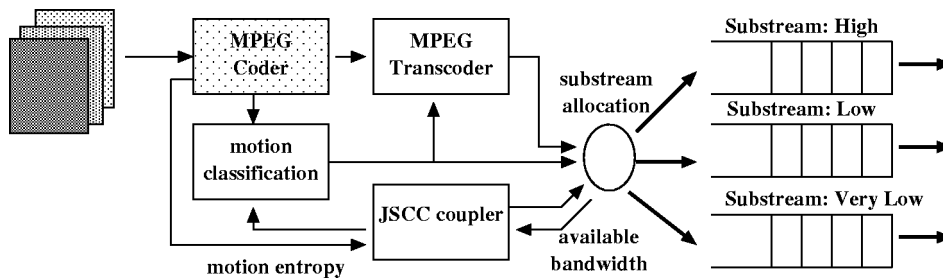 MPEG
Coder
MPEG
Transcoder
motion
classification
JSCC coupler
motion entropy
substream
allocation
available
bandwidth
Substream: High
Substream: Low
Substream: Very Low